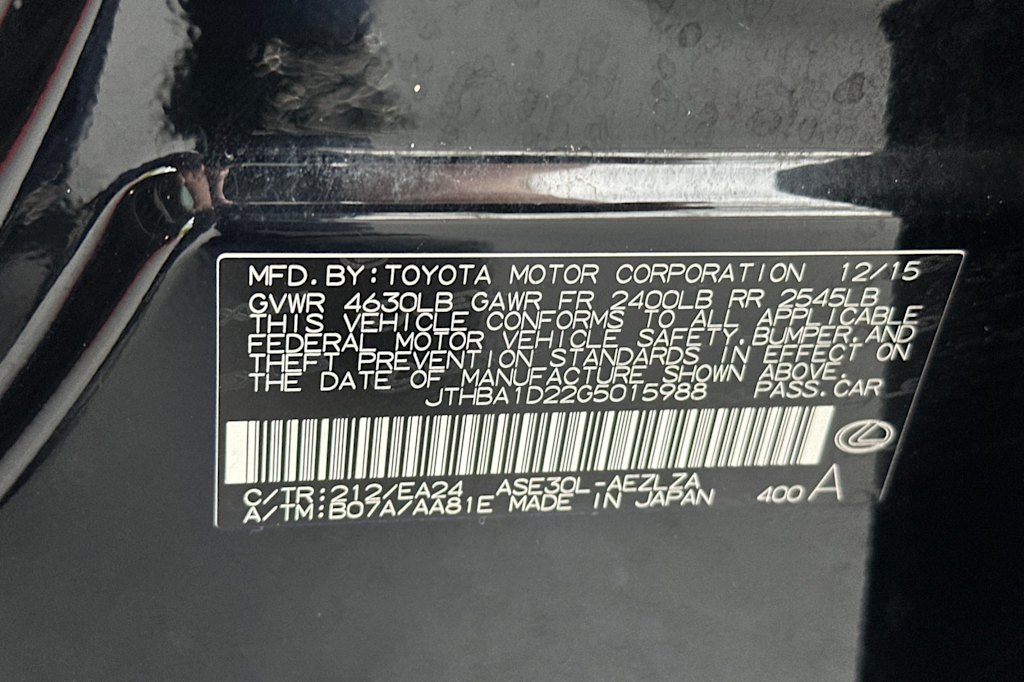 MFD.BY:TOYOTA MOTOR CORPORATION 12/15
GVWR 4630LB GAWR FR 2400LB RR 2545LB
THIS VEHICLE CONFORMS TO ALL APPLICABLE
FEDERAL MOTOR VEHICLE SAFETY,BUMPER,AND
THEFT PREVENTION STANDARDS IN EFFECT ON
THE DATE OF MANUFACTURE SHOWN ABOVE.
JTHBA1D22G5015988 PASS.CAR
C/TR:212/EA24 ASE30L-AEZLZA
A/TM:B07A/AA81E MADE IN JAPAN 400 A